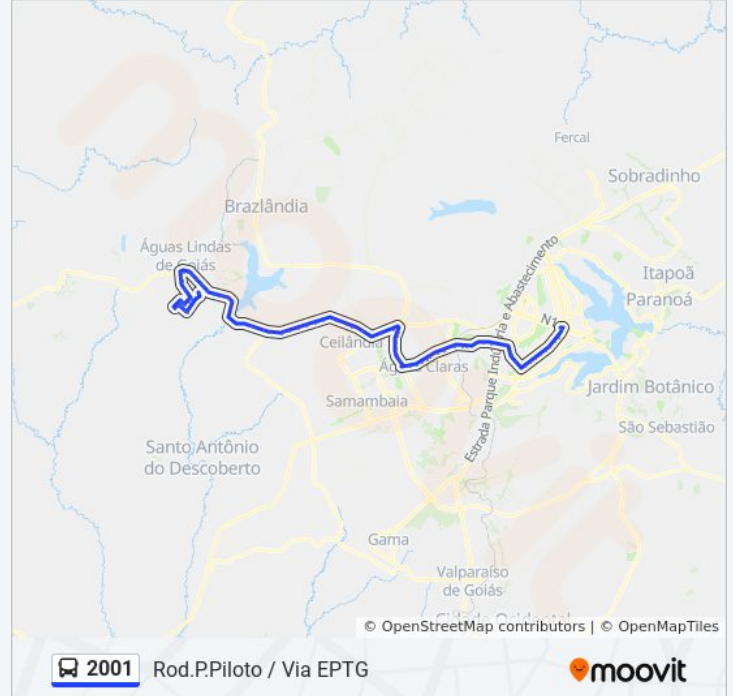 Fercal
Sobradinho
Brazlândia
Águas Lindas
de Goiás
Itapoã
Paranoá
Estrada Parque Indústria e Abastecimento
N1
Ceilândia
Águas Claras
Samambaia
Jardim Botânico
São Sebastião
Santo Antônio
do Descoberto
Gama
Valparaíso
de Goiás
Cidade Ocidental
© OpenStreetMap contributors | © OpenMapTiles
2001 Rod.P.Piloto / Via EPTG
moovit